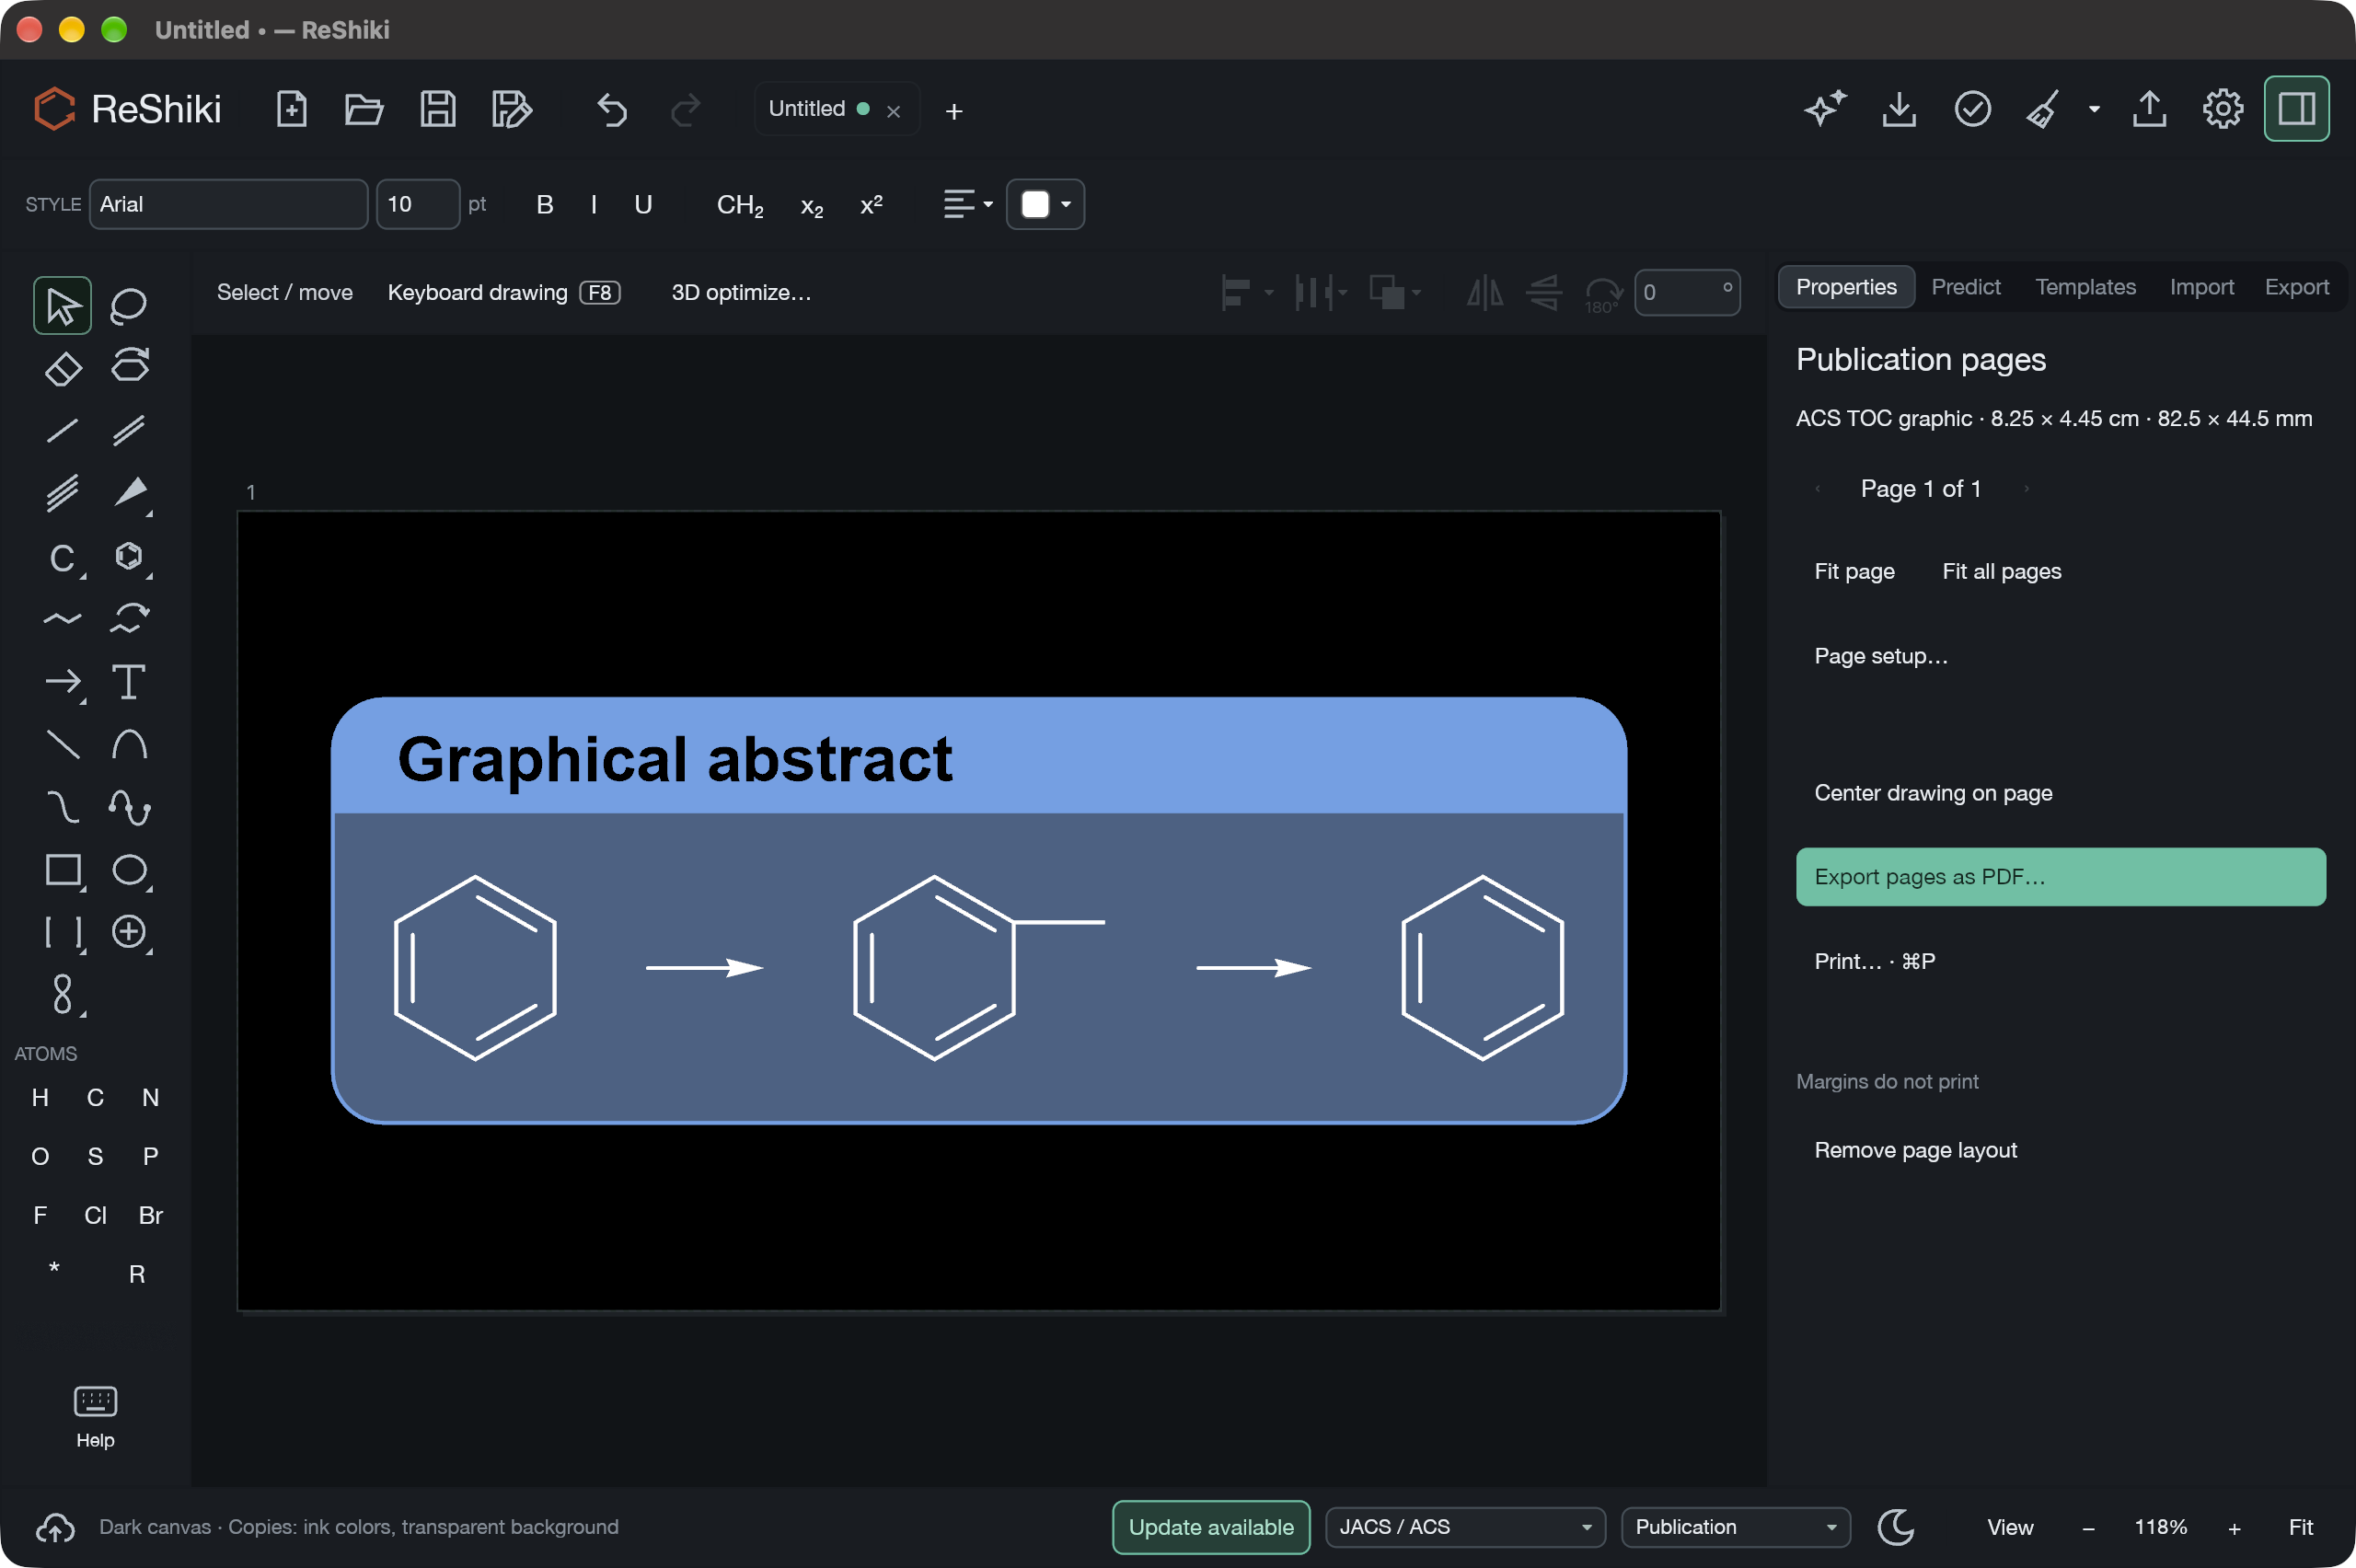 Untitled • — ReShiki
ReShiki
Untitled
STYLE Arial 10 pt B I U CH₂ x₂ x²
Select / move Keyboard drawing F8 3D optimize...
180° 0 °
Properties Predict Templates Import Export
Publication pages
ACS TOC graphic · 8.25 × 4.45 cm · 82.5 × 44.5 mm
‹ Page 1 of 1 ›
Fit page Fit all pages
Page setup...
Center drawing on page
Export pages as PDF...
Print... · ⌘P
Margins do not print
Remove page layout
1
Graphical abstract
C
T
ATOMS
H C N
O S P
F Cl Br
* R
Help
Dark canvas · Copies: ink colors, transparent background
Update available JACS / ACS Publication View − 118% + Fit